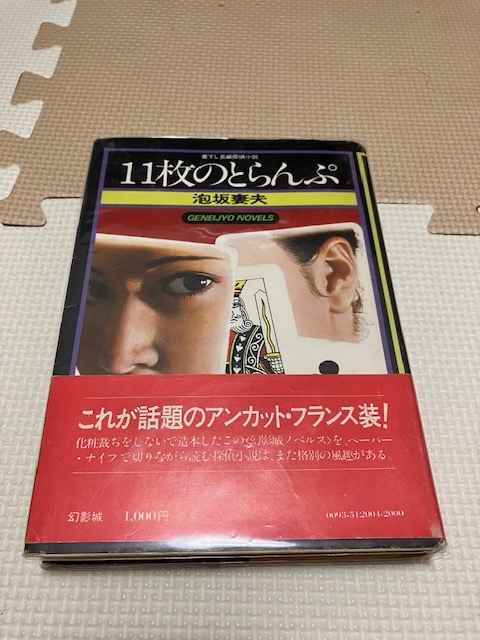 書下し長編探偵小説
11枚のとらんぷ
泡坂妻夫
GENEIJYO NOVELS
これが話題のアンカット・フランス装!
化粧裁ちをしないで造本したこの〈幻影城ノベルス〉を、ペーパー
・ナイフで切りながら読む探偵小説は、また格別の風趣がある。
幻影城 1,000円
0093-512004-2000